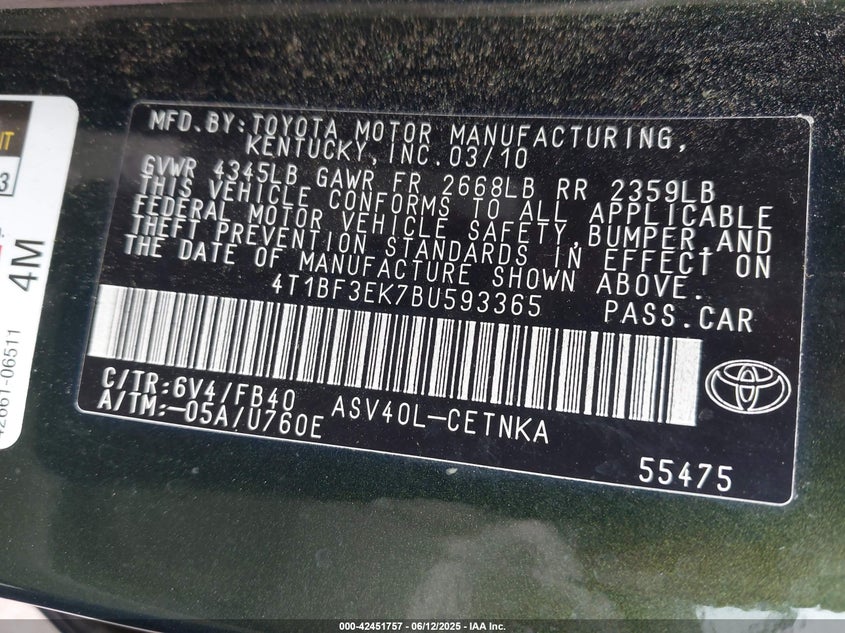 MFD.BY:TOYOTA MOTOR MANUFACTURING,
KENTUCKY,INC.03/10
GVWR 4345LB GAWR FR 2668LB RR 2359LB
THIS VEHICLE CONFORMS TO ALL APPLICABLE
FEDERAL MOTOR VEHICLE SAFETY,BUMPER,AND
THEFT PREVENTION STANDARDS IN EFFECT ON
THE DATE OF MANUFACTURE SHOWN ABOVE.
4T1BF3EK7BU593365 PASS.CAR
C/TR:6V4/FB40
A/TM:-05A/U760E
ASV40L-CETNKA
55475
4M
42661-06511
000-42451757 - 06/12/2025 - IAA Inc.